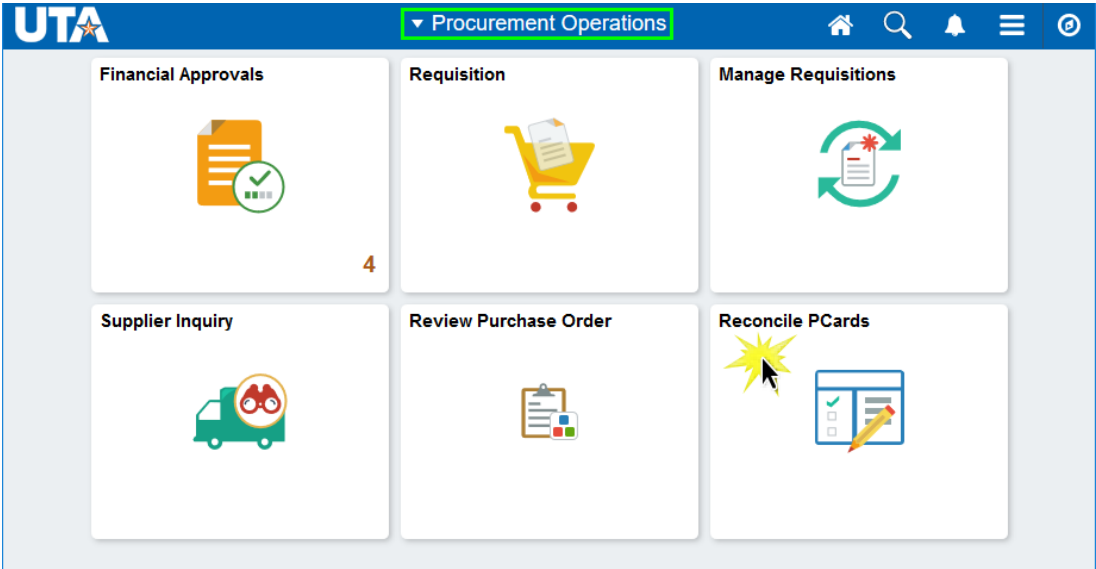 UTA
Procurement Operations
Financial Approvals
Requisition
Manage Requisitions
4
Supplier Inquiry
Review Purchase Order
Reconcile PCards